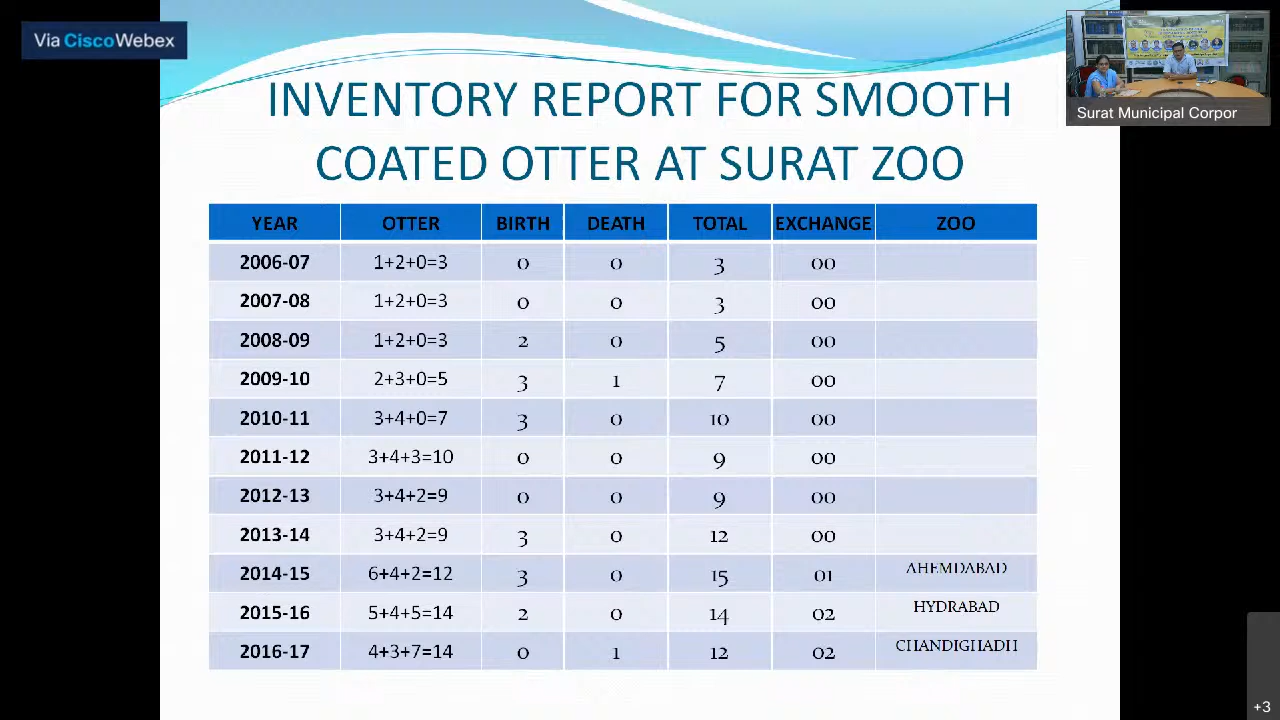 Via CiscoWebex
Surat Municipal Corpor
INVENTORY REPORT FOR SMOOTH
COATED OTTER AT SURAT ZOO
YEAR OTTER BIRTH DEATH TOTAL EXCHANGE ZOO
2006-07 1+2+0=3 0 0 3 00
2007-08 1+2+0=3 0 0 3 00
2008-09 1+2+0=3 2 0 5 00
2009-10 2+3+0=5 3 1 7 00
2010-11 3+4+0=7 3 0 10 00
2011-12 3+4+3=10 0 0 9 00
2012-13 3+4+2=9 0 0 9 00
2013-14 3+4+2=9 3 0 12 00
2014-15 6+4+2=12 3 0 15 01 AHEMDABAD
2015-16 5+4+5=14 2 0 14 02 HYDRABAD
2016-17 4+3+7=14 0 1 12 02 CHANDIGHADH
+3